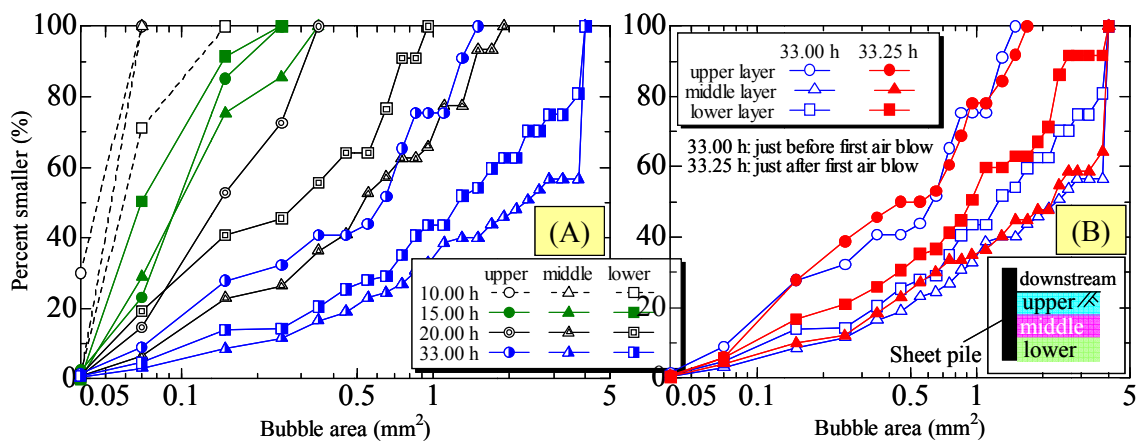 Percent smaller (%)
100
80
60
40
20
0
0.05 0.1 0.5 1 5
Bubble area (mm²)
(A)
upper middle lower
10.00 h
15.00 h
20.00 h
33.00 h
100
80
60
40
20
0
0.05 0.1 0.5 1 5
Bubble area (mm²)
(B)
33.00 h 33.25 h
upper layer
middle layer
lower layer
33.00 h: just before first air blow
33.25 h: just after first air blow
downstream
upper
middle
lower
Sheet pile